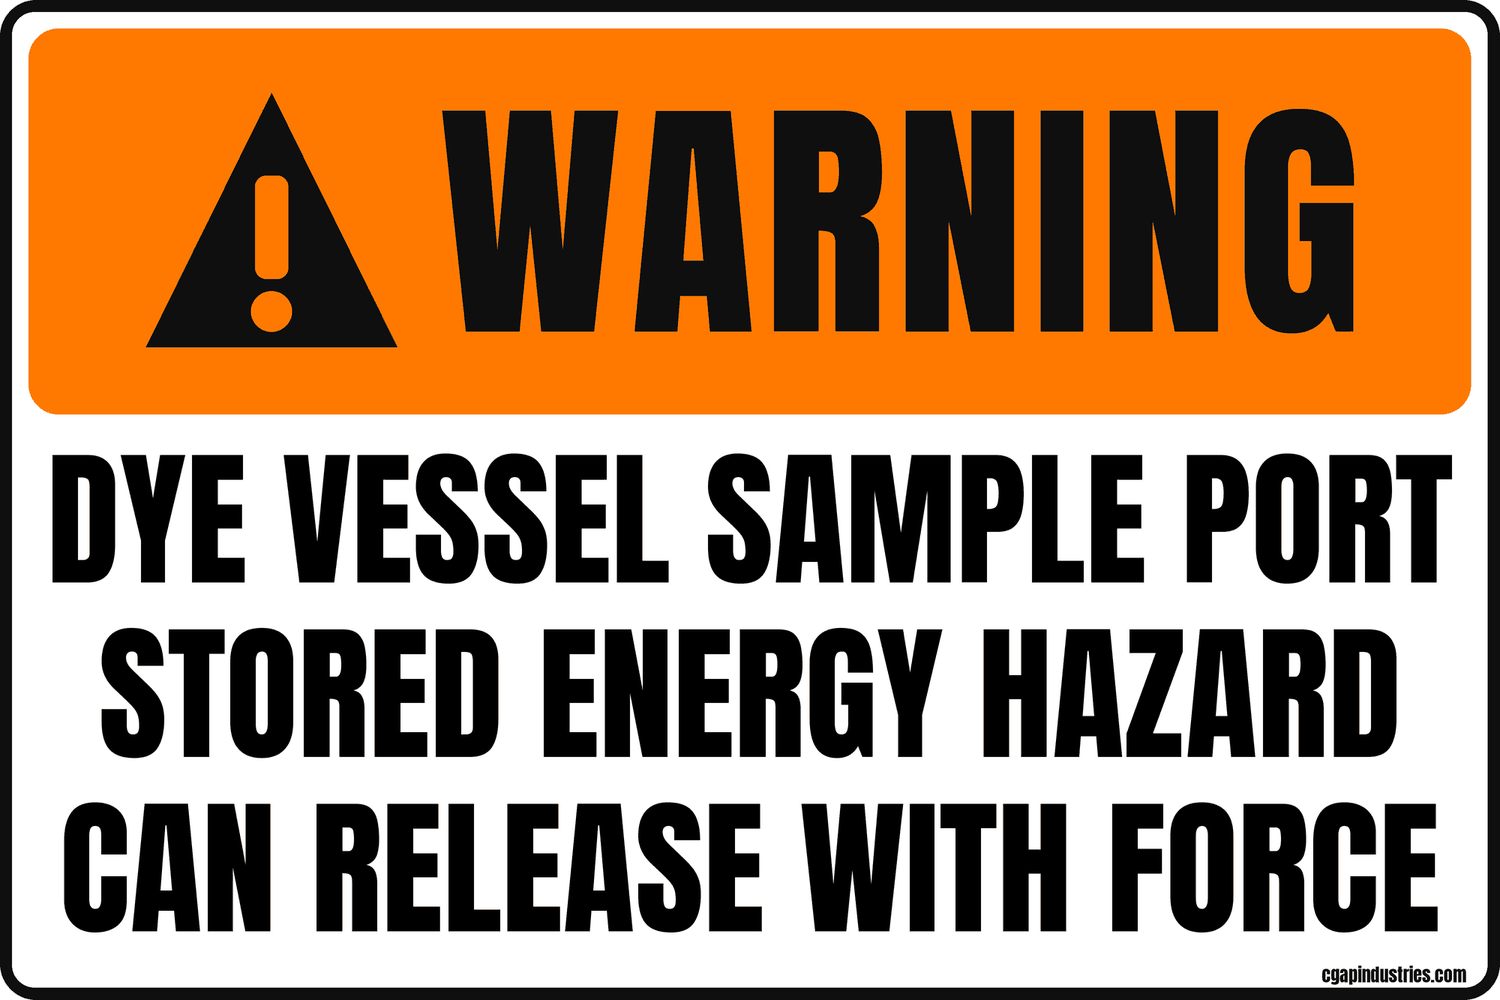 WARNING
DYE VESSEL SAMPLE PORT
STORED ENERGY HAZARD
CAN RELEASE WITH FORCE
cgapindustries.com